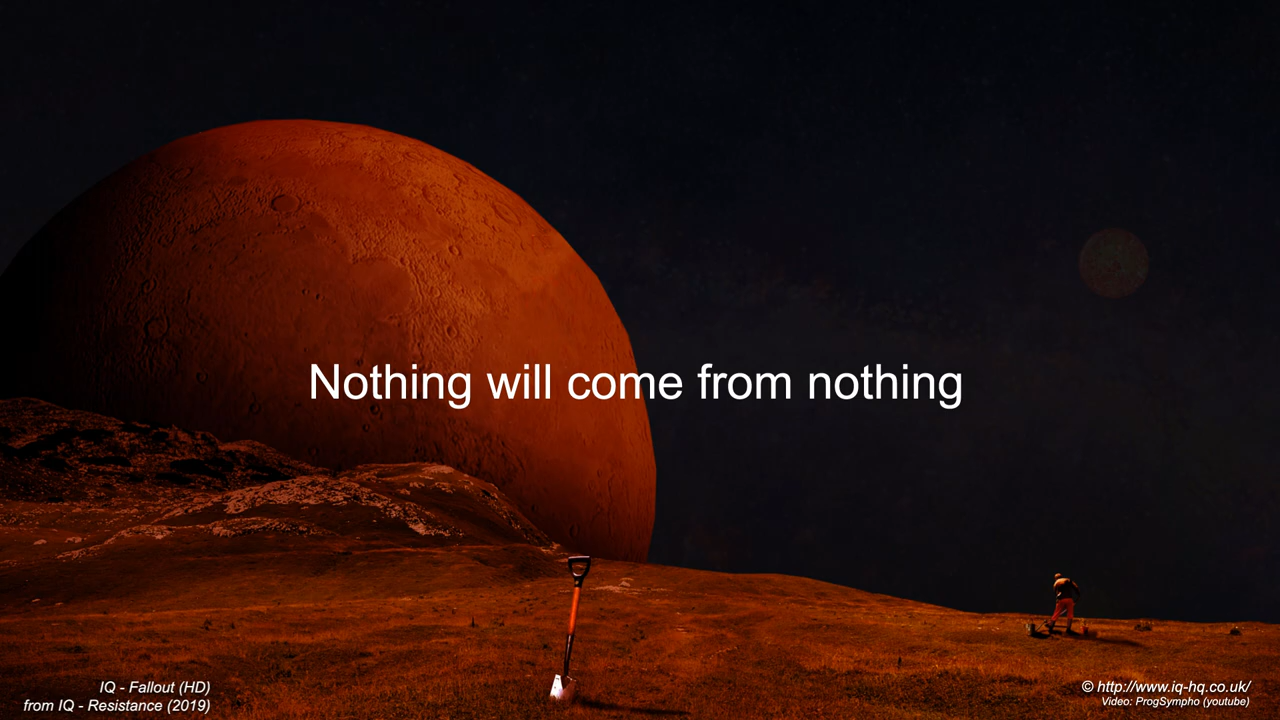 Nothing will come from nothing
IQ - Fallout (HD)
from IQ - Resistance (2019)
© http://www.iq-hq.co.uk/
Video: ProgSympho (youtube)